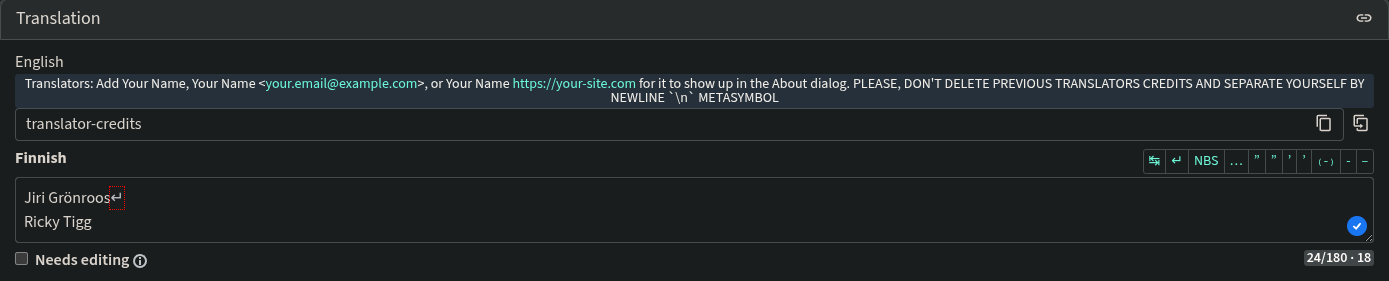 Translation
English
Translators: Add Your Name, Your Name <your.email@example.com>, or Your Name https://your-site.com for it to show up in the About dialog. PLEASE, DON'T DELETE PREVIOUS TRANSLATORS CREDITS AND SEPARATE YOURSELF BY
NEWLINE `\n` METASYMBOL
translator-credits
Finnish
↹ ↵ NBS … ” ” ’ ’ (-) - –
Jiri Grönroos↵
Ricky Tigg
Needs editing
24/180 · 18